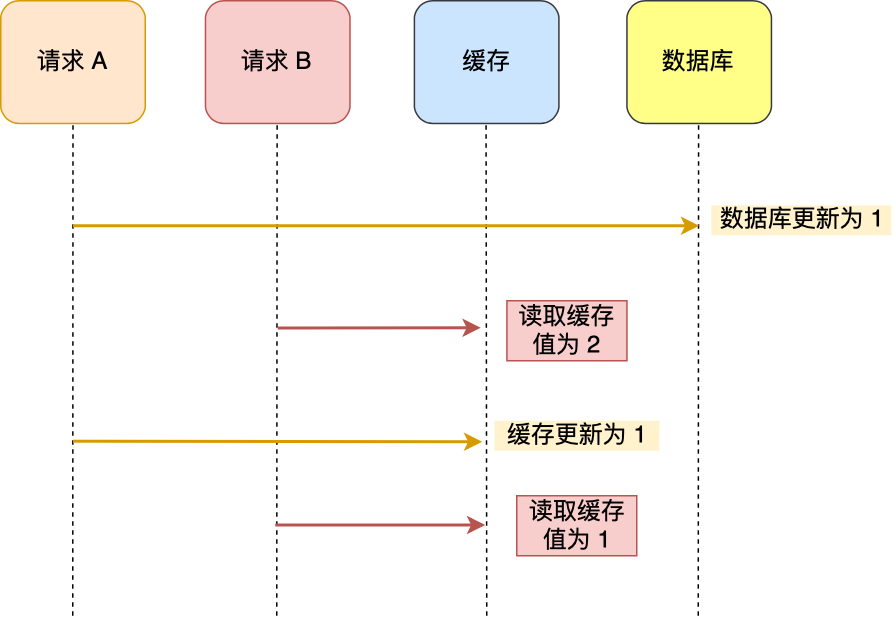 请求 A
请求 B
缓存
数据库
数据库更新为 1
读取缓存
值为 2
缓存更新为 1
读取缓存
值为 1